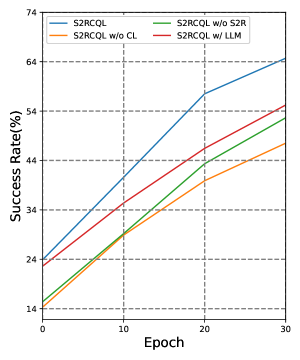 74
64
54
44
34
24
14
Success Rate(%)
S2RCQL
S2RCQL w/o CL
S2RCQL w/o S2R
S2RCQL w/ LLM
0
10
20
30
Epoch